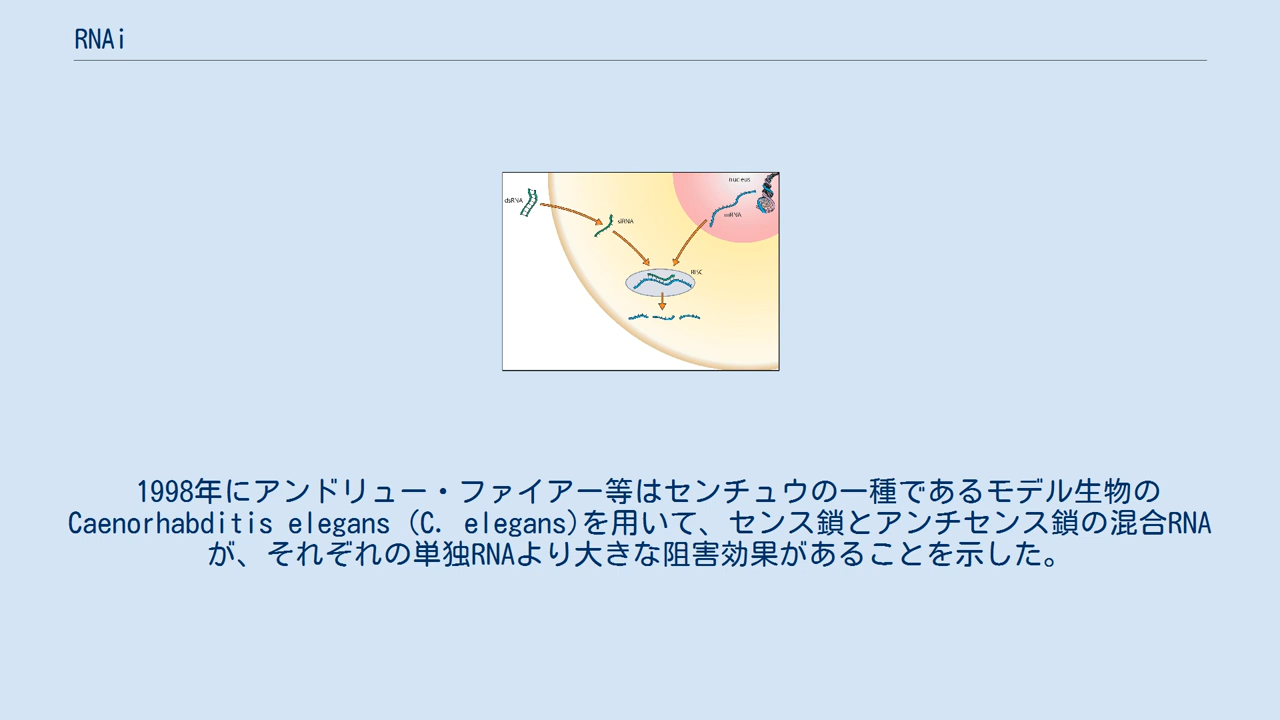 RNAi
nucleus
dsRNA
siRNA
mRNA
RISC
1998年にアンドリュー・ファイアー等はセンチュウの一種であるモデル生物の
Caenorhabditis elegans (C. elegans)を用いて、センス鎖とアンチセンス鎖の混合RNA
が、それぞれの単独RNAより大きな阻害効果があることを示した。